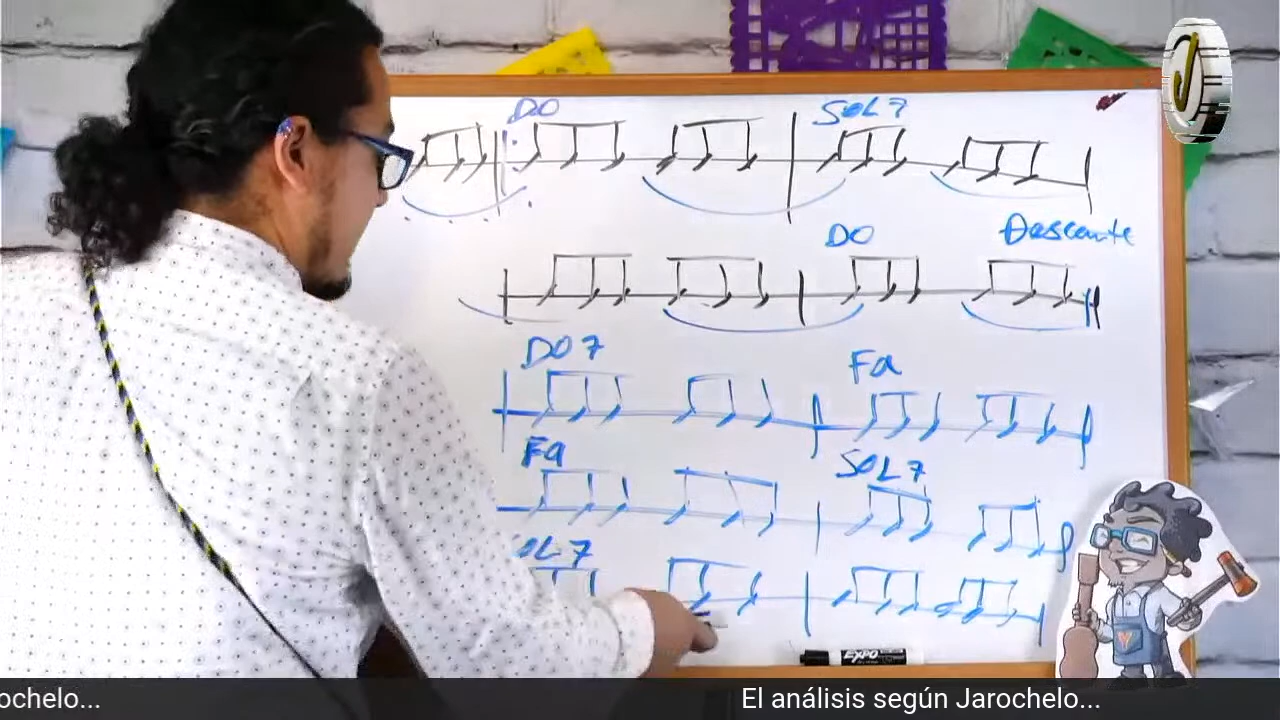 DO SOL7
DO Descante
DO7 Fa
Fa SOL7
OL7
EXPO
Y
ochelo... El análisis según Jarochelo...